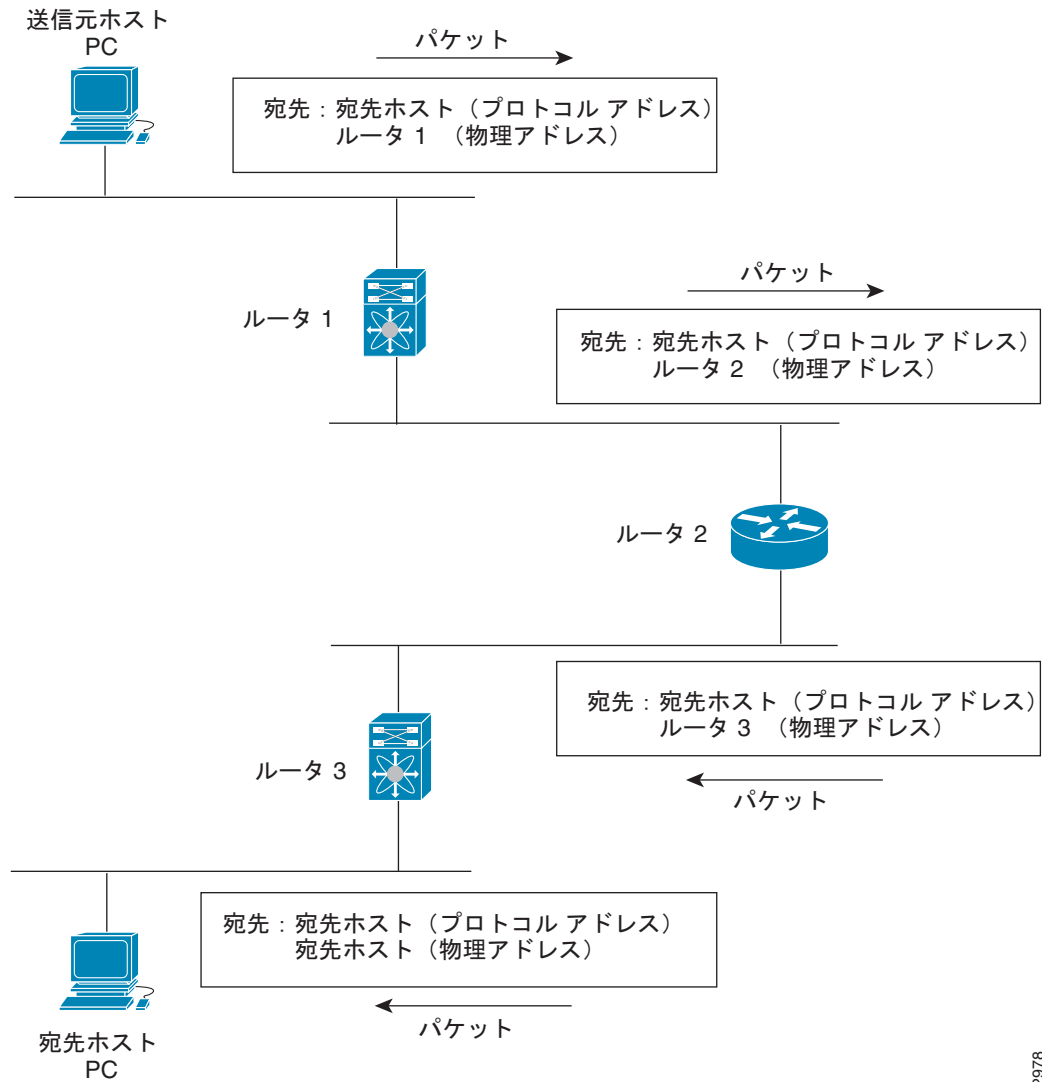 送信元ホスト
PC
パケット
宛先：宛先ホスト（プロトコル アドレス）
ルータ 1 （物理アドレス）
ルータ 1
パケット
宛先：宛先ホスト（プロトコル アドレス）
ルータ 2 （物理アドレス）
ルータ 2
宛先：宛先ホスト（プロトコル アドレス）
ルータ 3 （物理アドレス）
ルータ 3
パケット
宛先：宛先ホスト（プロトコル アドレス）
宛先ホスト（物理アドレス）
パケット
宛先ホスト
PC